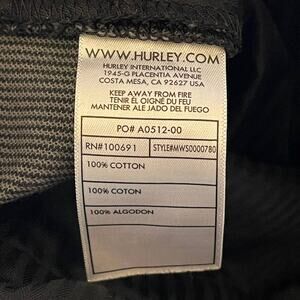 WWW.HURLEY.COM
HURLEY INTERNATIONAL LLC
1945-G PLACENTIA AVENUE
COSTA MESA, CA 92627 USA
KEEP AWAY FROM FIRE
TENIR ÉLOIGNÉ DU FEU
MANTENER ALE JADO DEL FUEGO
PO# A0512-00
RN#100691 STYLE#MWS0000780
100% COTTON
100% COTON
100% ALGODON